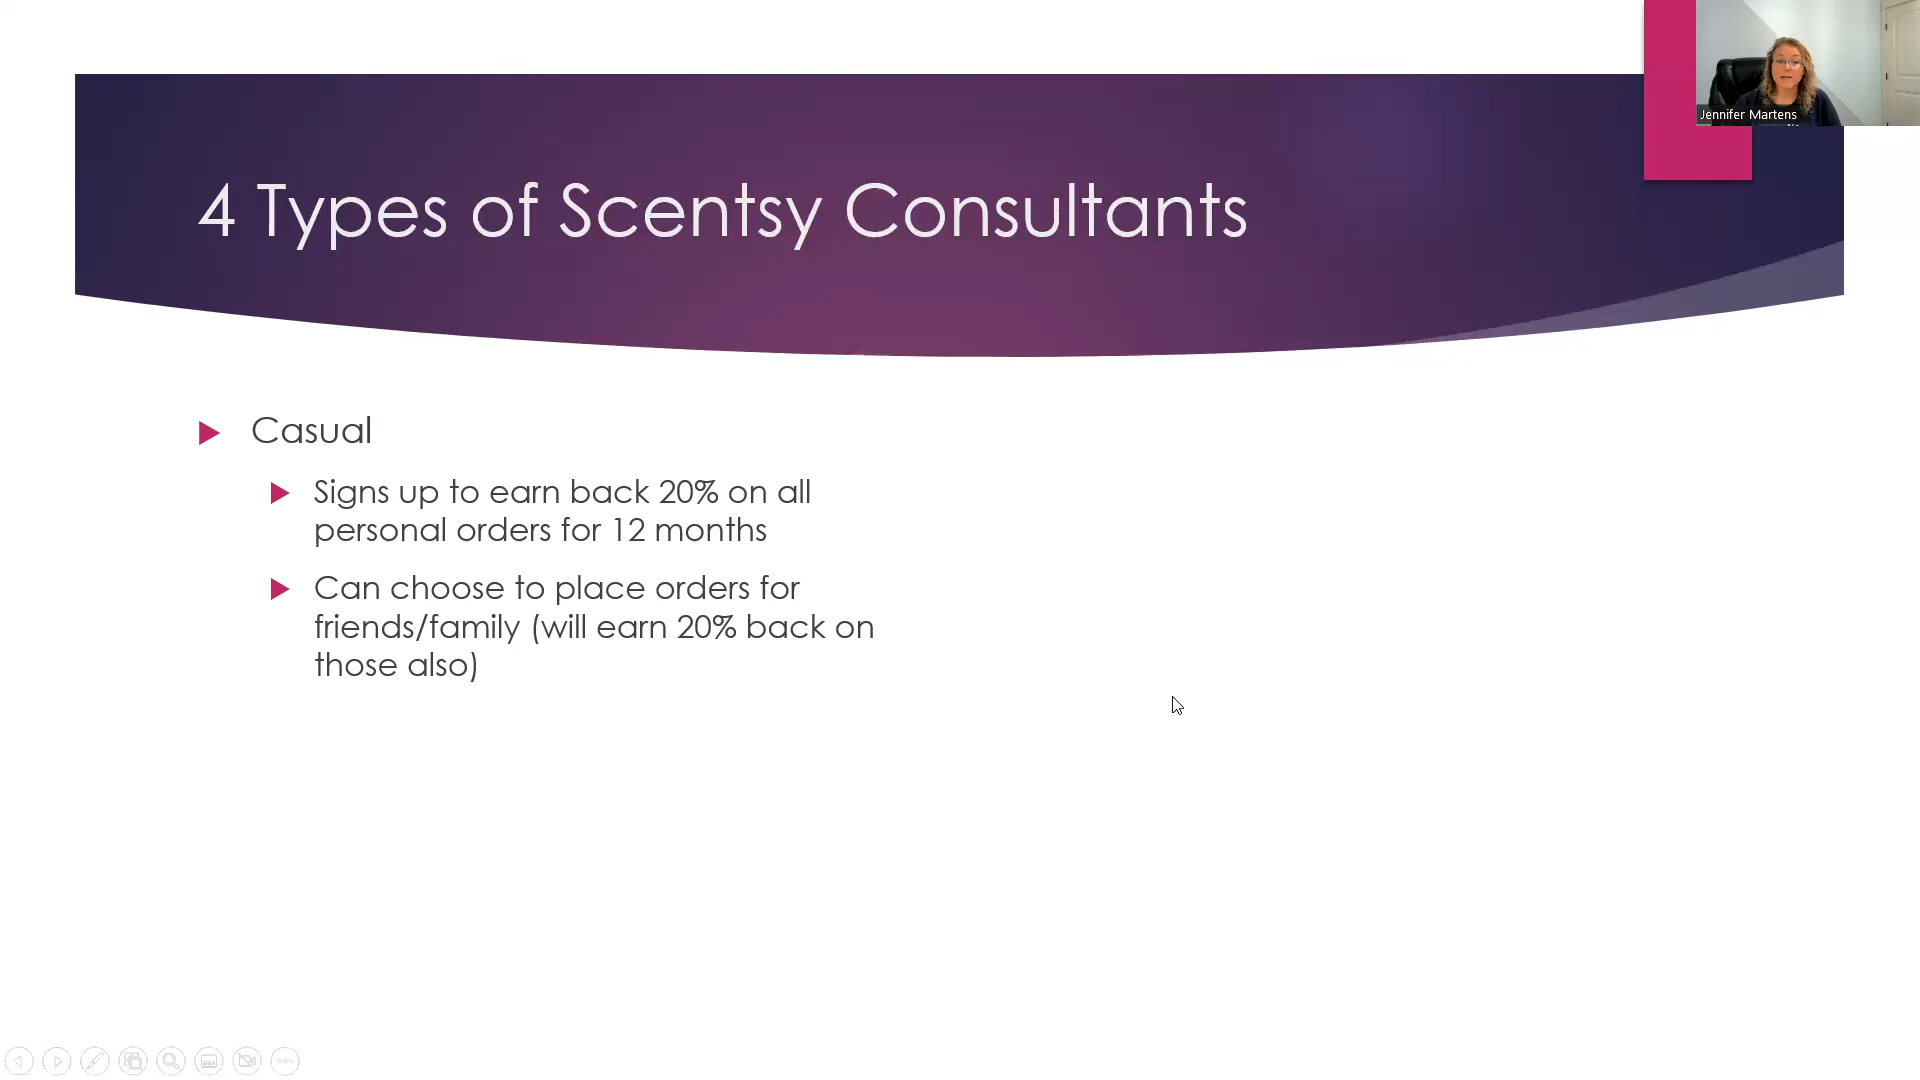 Jennifer Martens
4 Types of Scentsy Consultants
Casual
Signs up to earn back 20% on all
personal orders for 12 months
Can choose to place orders for
friends/family (will earn 20% back on
those also)